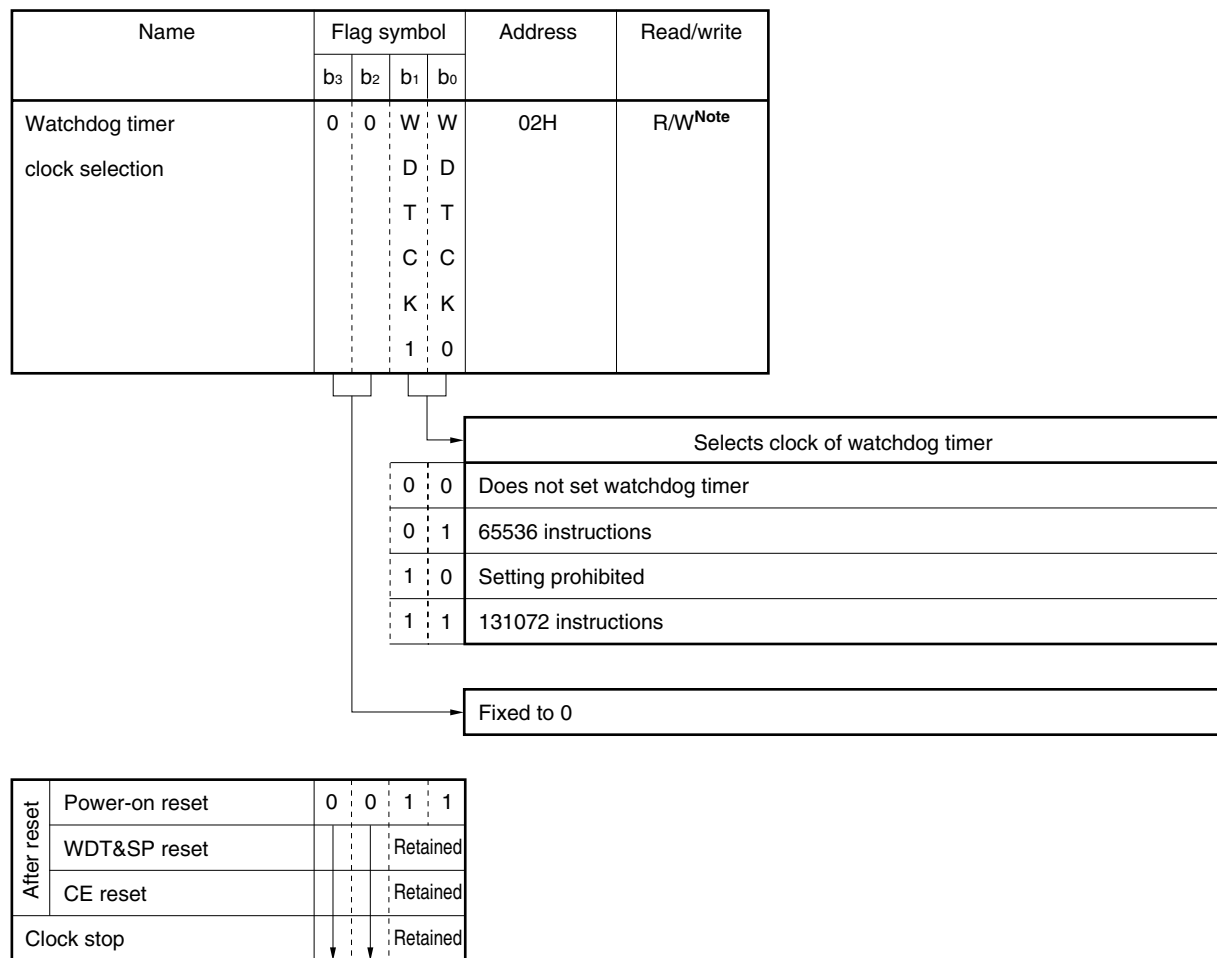 Name Flag symbol Address Read/write
b3 b2 b1 b0
Watchdog timer 0 0 W W 02H R/WNote
clock selection D D
T T
C C
K K
1 0
Selects clock of watchdog timer
0 0 Does not set watchdog timer
0 1 65536 instructions
1 0 Setting prohibited
1 1 131072 instructions
Fixed to 0
After reset
Power-on reset 0 0 1 1
WDT&SP reset Retained
CE reset Retained
Clock stop Retained